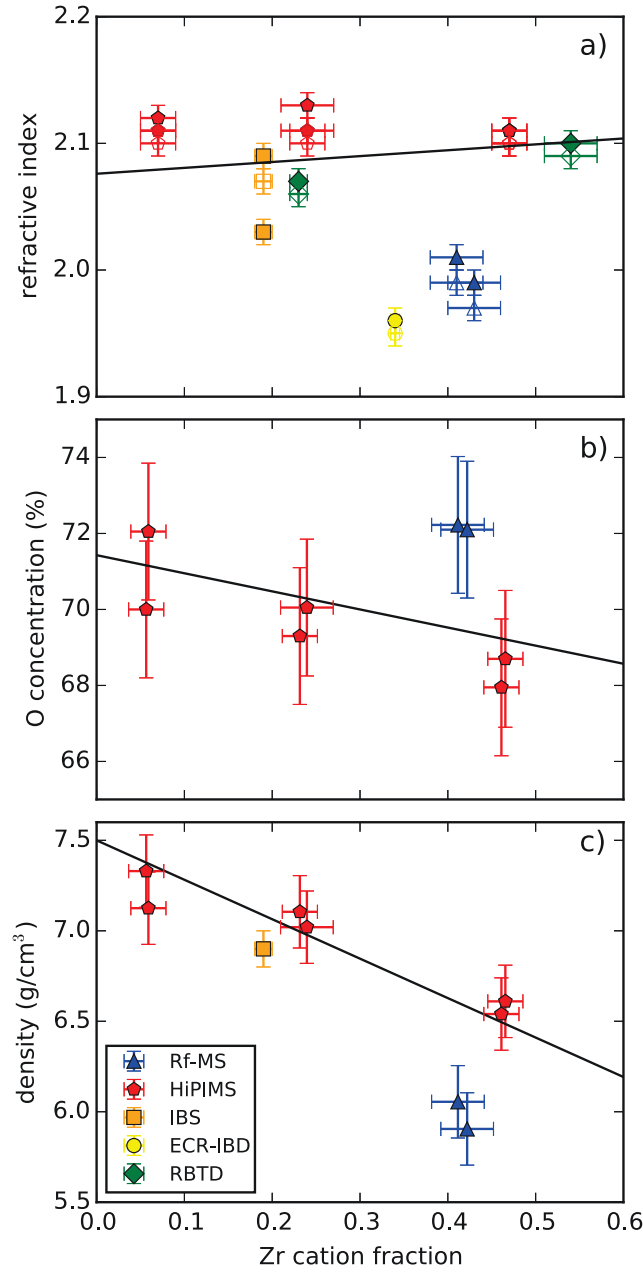 2.2
a)
2.1
refractive index
2.0
1.9
b)
74
72
O concentration (%)
70
68
66
c)
7.5
7.0
density (g/cm³)
6.5
Rf-MS
HiPIMS
6.0
IBS
ECR-IBD
RBTD
5.5
0.0 0.1 0.2 0.3 0.4 0.5 0.6
Zr cation fraction